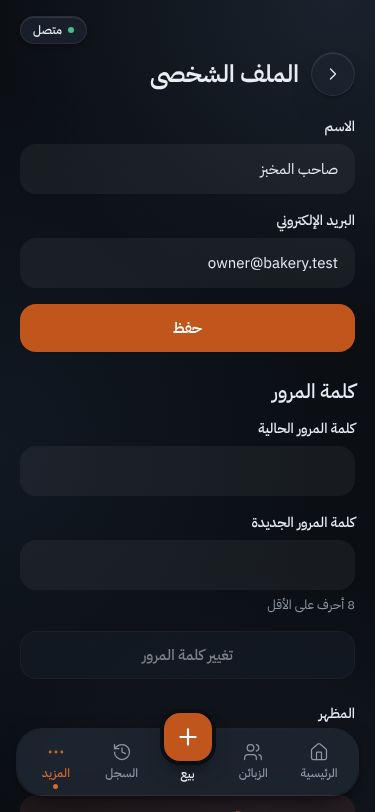 متصل
الملف الشخصي
الاسم
صاحب المخبز
البريد الإلكتروني
owner@bakery.test
حفظ
كلمة المرور
كلمة المرور الحالية
كلمة المرور الجديدة
8 أحرف على الأقل
تغيير كلمة المرور
المظهر
الرئيسية
الزبائن
بيع
السجل
المزيد